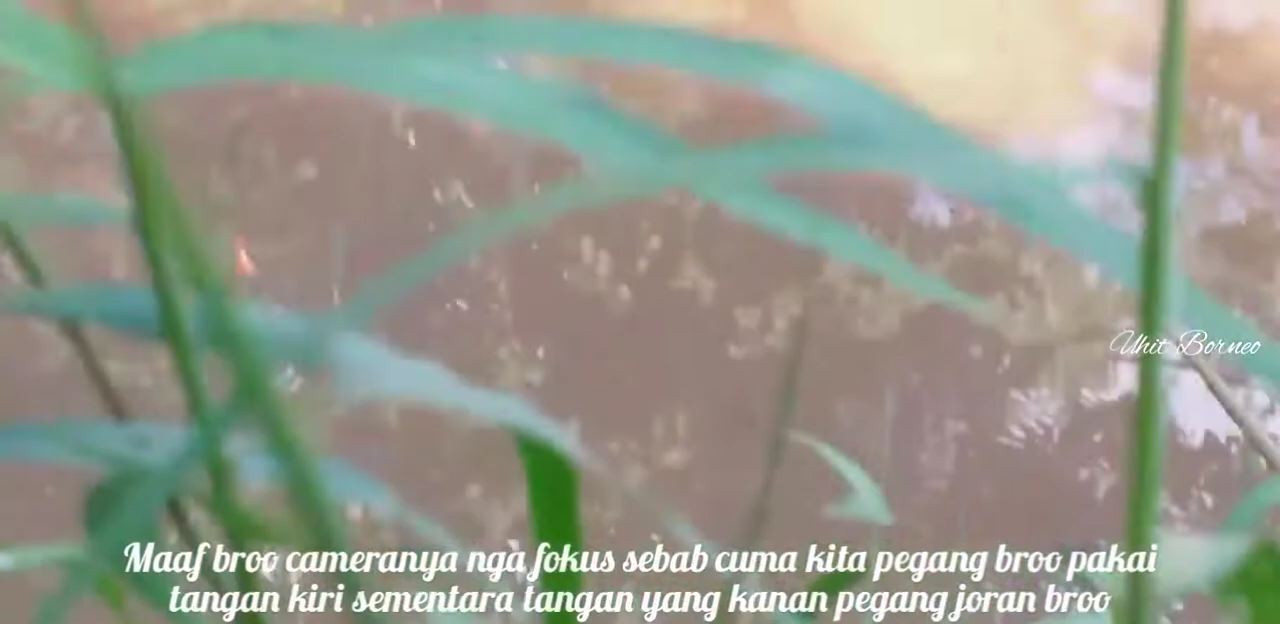 Uhit Borneo
Maaf broo cameranya nga fokus sebab cuma kita pegang broo pakai
tangan kiri sementara tangan yang kanan pegang joran broo